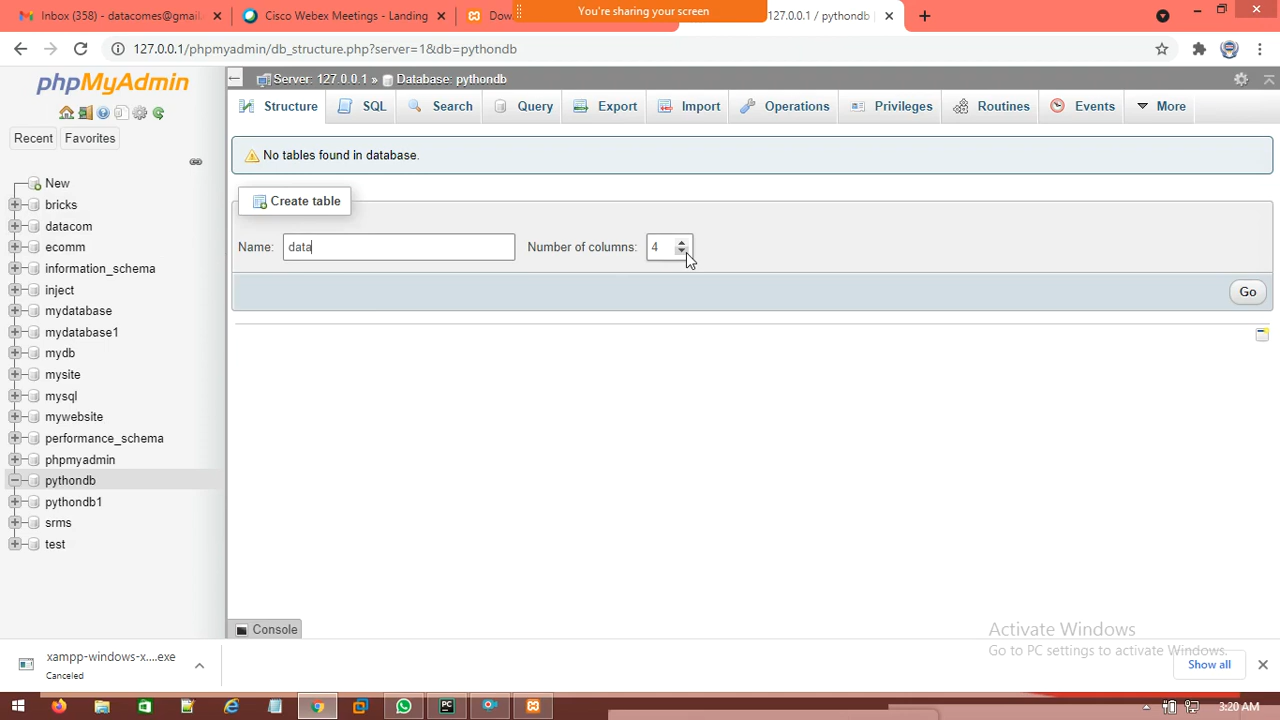 Inbox (358) - datacomes@gmail.
Cisco Webex Meetings - Landing
Dow
You're sharing your screen
127.0.0.1 / pythondb
127.0.0.1/phpmyadmin/db_structure.php?server=1&db=pythondb
phpMyAdmin
Recent
Favorites
New
bricks
datacom
ecomm
information_schema
inject
mydatabase
mydatabase1
mydb
mysite
mysql
mywebsite
performance_schema
phpmyadmin
pythondb
pythondb1
srms
test
Server: 127.0.0.1 » Database: pythondb
Structure
SQL
Search
Query
Export
Import
Operations
Privileges
Routines
Events
More
No tables found in database.
Create table
Name: data
Number of columns: 4
Go
Console
Activate Windows
Go to PC settings to activate Windows.
xampp-windows-x....exe
Canceled
Show all
PC
3:20 AM